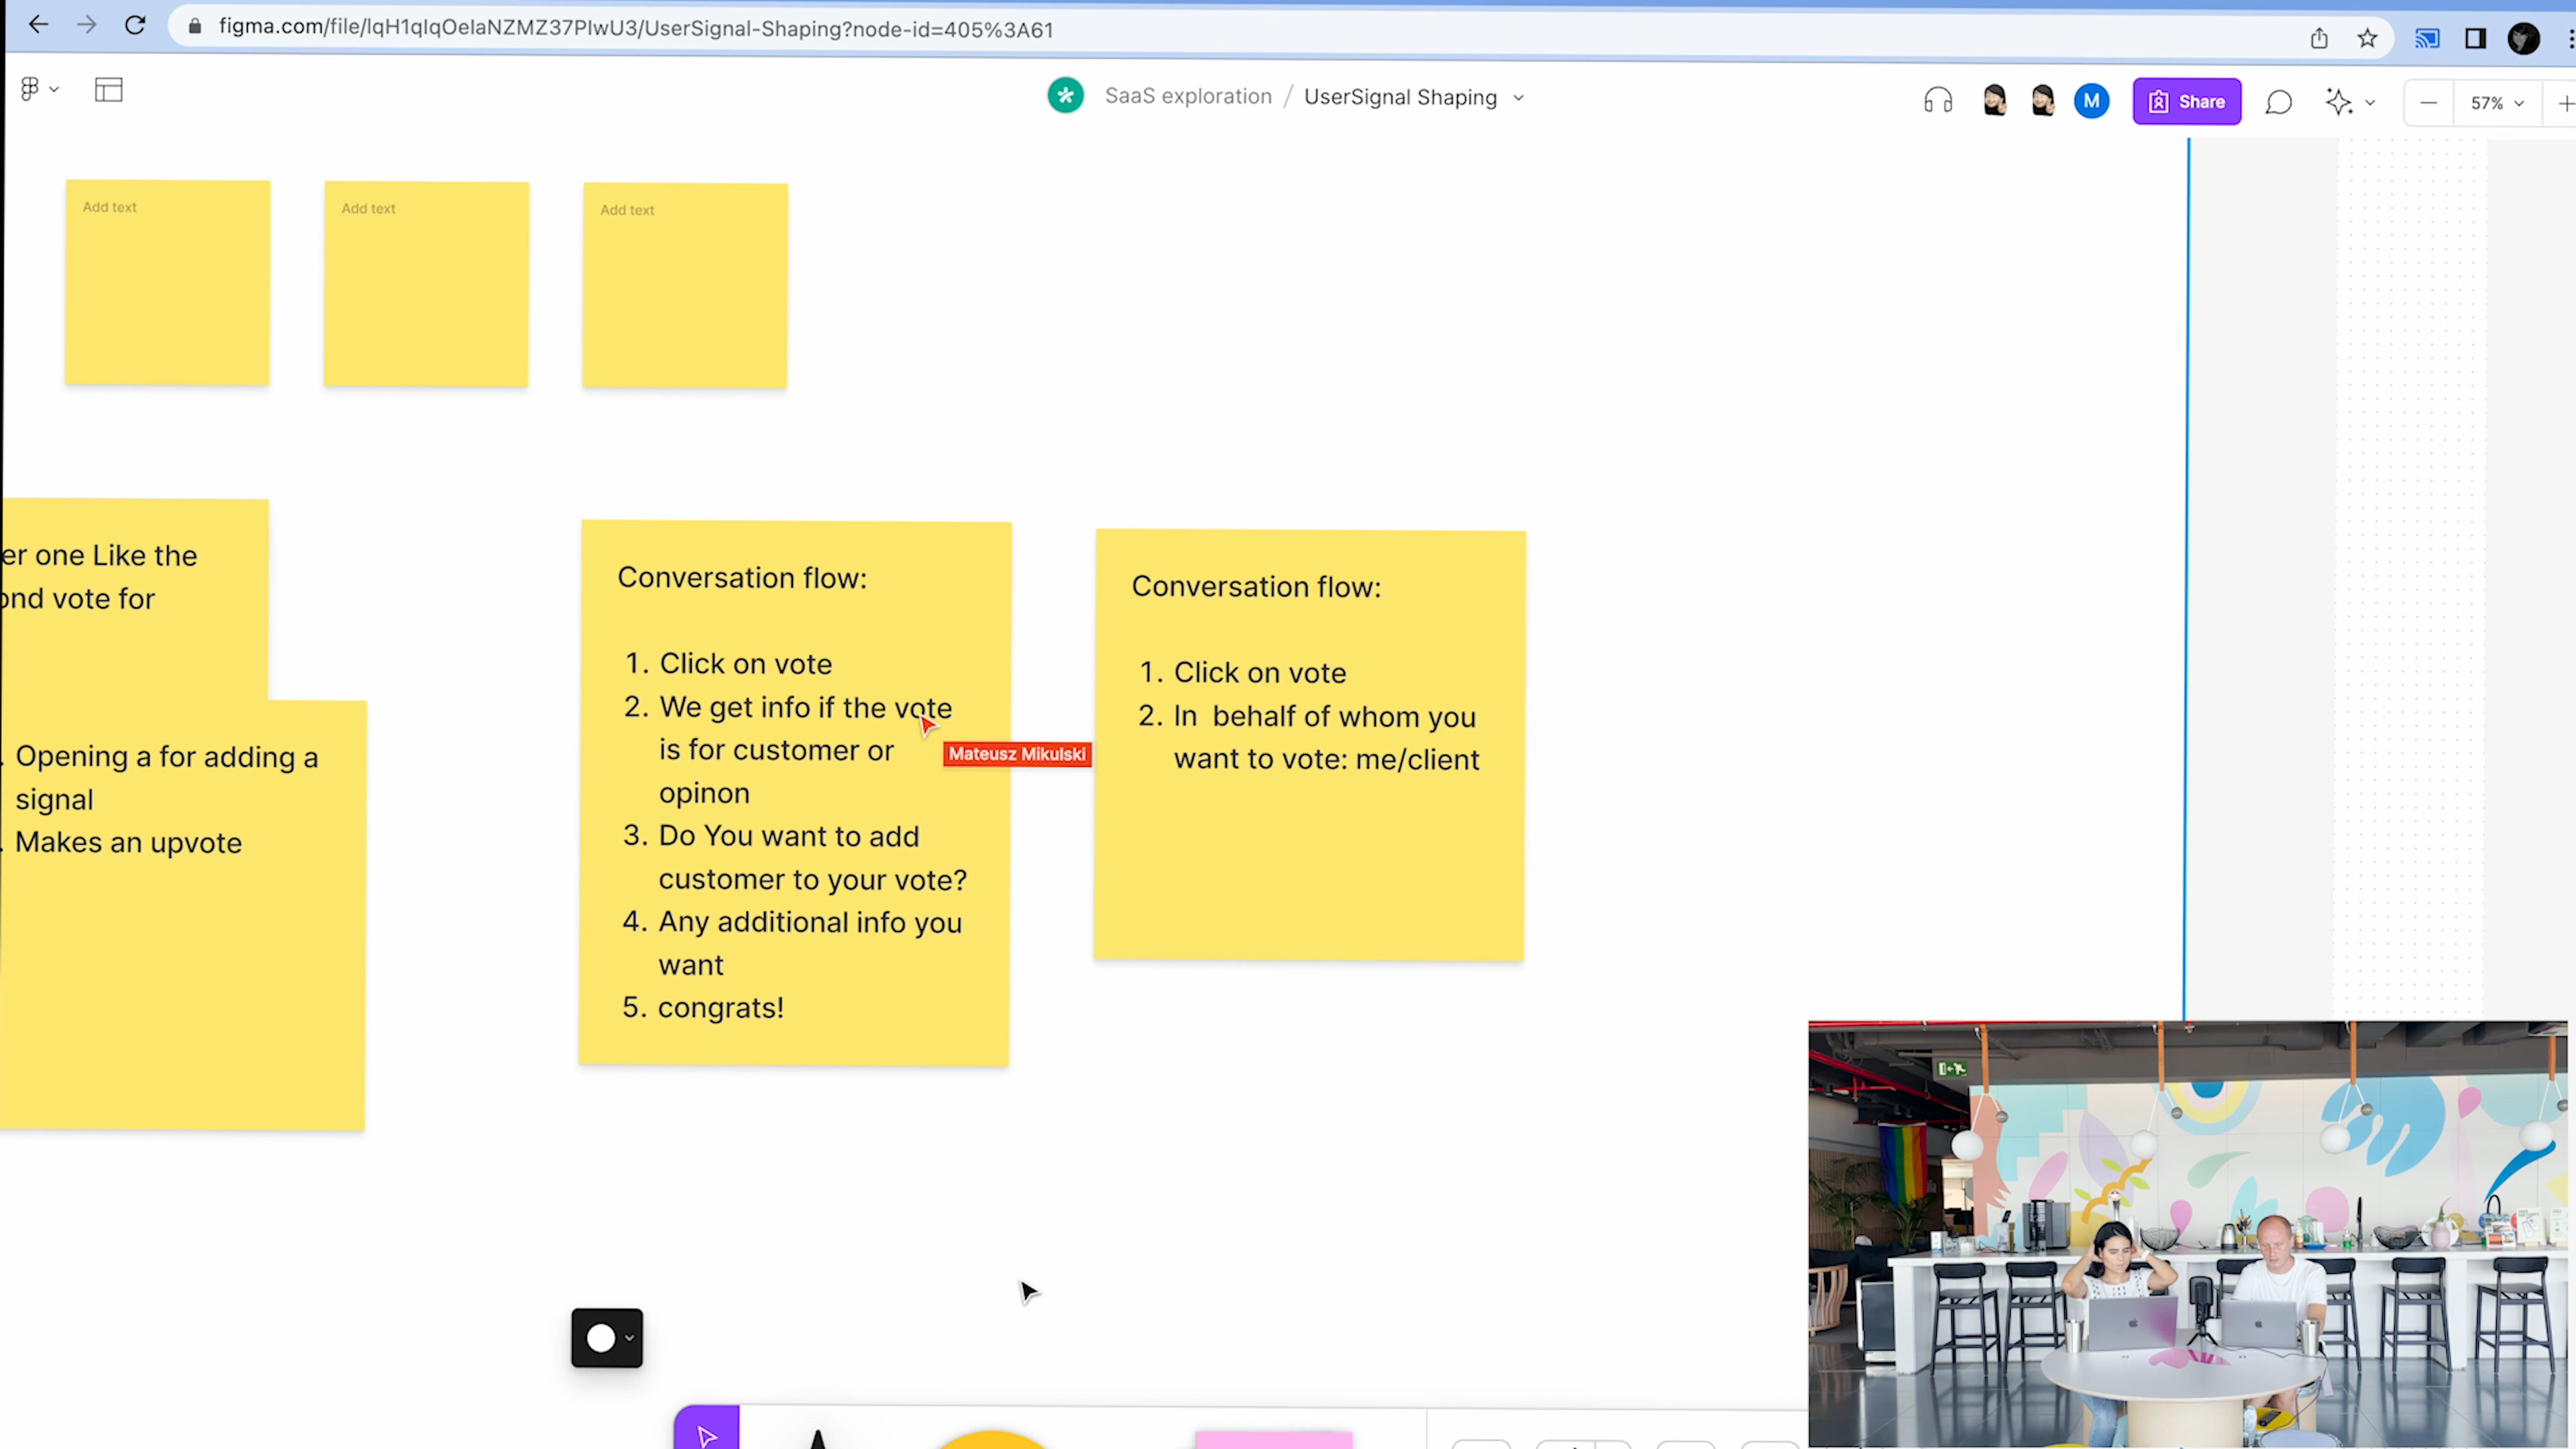 figma.com/file/lqH1qIqOelaNZMZ37PIwU3/UserSignal-Shaping?node-id=405%3A61
SaaS exploration / UserSignal Shaping
M
Share
57%
Add text
Add text
Add text
er one Like the
ond vote for
Opening a for adding a
signal
Makes an upvote
Conversation flow:
1. Click on vote
2. We get info if the vote
is for customer or
opinon
3. Do You want to add
customer to your vote?
4. Any additional info you
want
5. congrats!
Mateusz Mikulski
Conversation flow:
1. Click on vote
2. In behalf of whom you
want to vote: me/client